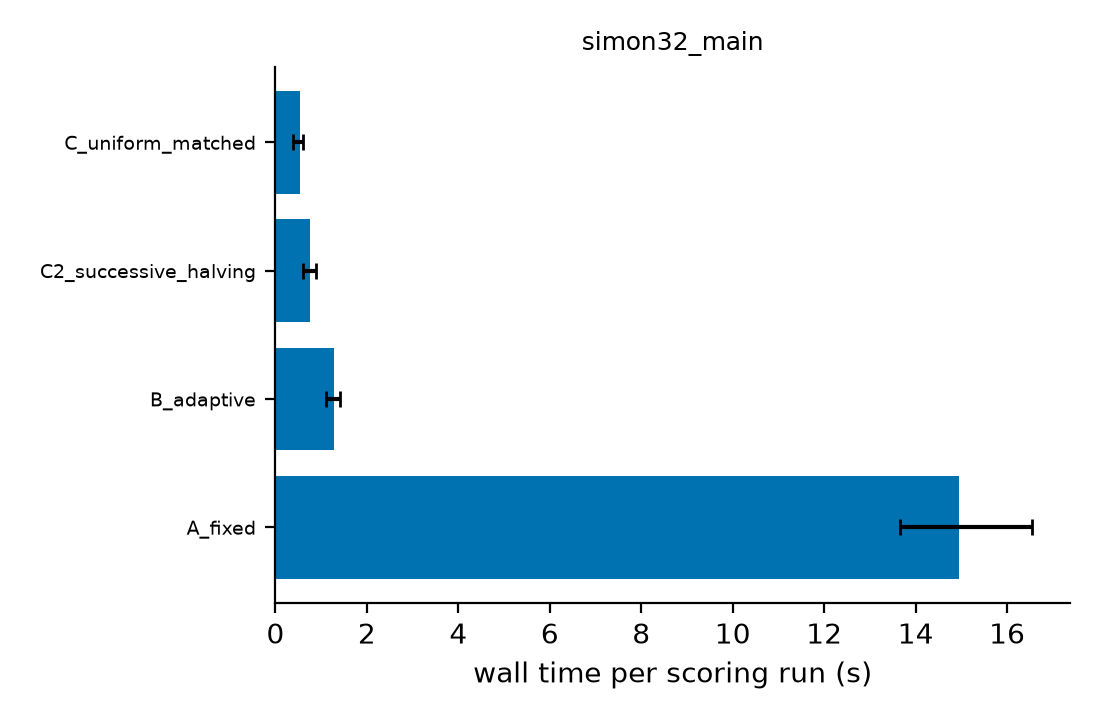 simon32_main
C_uniform_matched
C2_successive_halving
B_adaptive
A_fixed
0 2 4 6 8 10 12 14 16
wall time per scoring run (s)